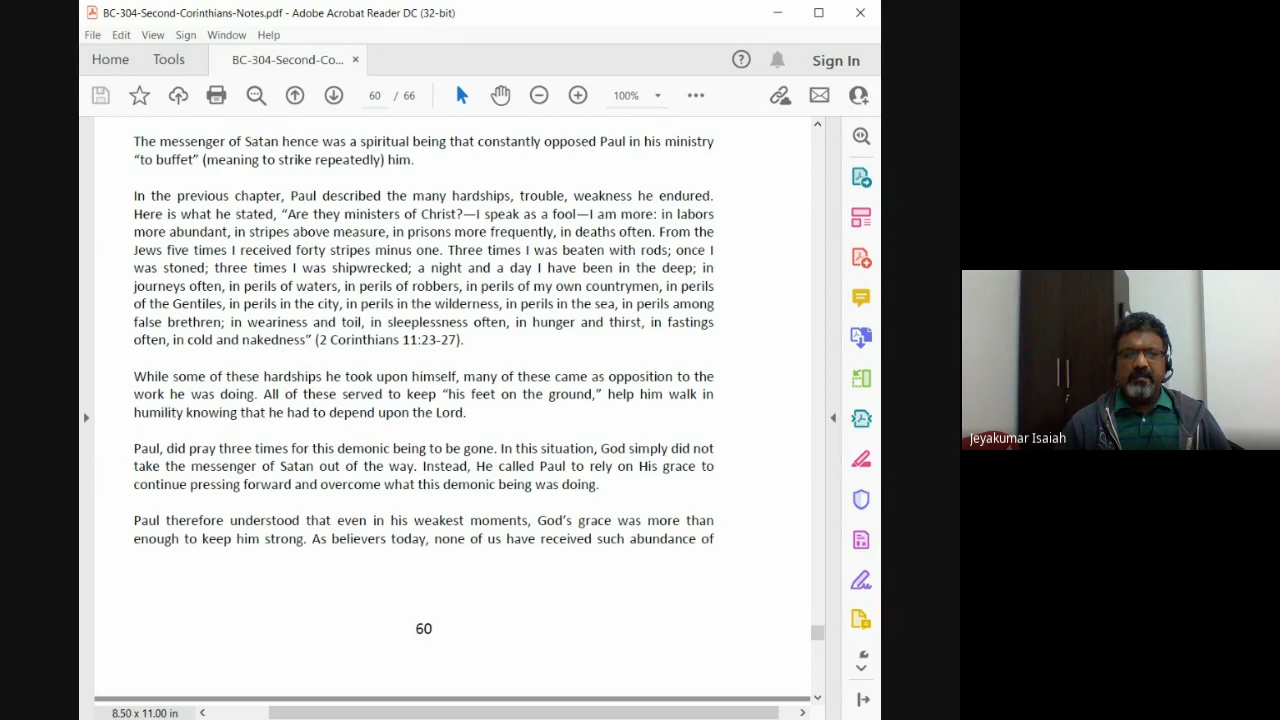 BC-304-Second-Corinthians-Notes.pdf - Adobe Acrobat Reader DC (32-bit)
File Edit View Sign Window Help
Home Tools BC-304-Second-Co... × Sign In
60 / 66 100%
The messenger of Satan hence was a spiritual being that constantly opposed Paul in his ministry
“to buffet” (meaning to strike repeatedly) him.
In the previous chapter, Paul described the many hardships, trouble, weakness he endured.
Here is what he stated, “Are they ministers of Christ?—I speak as a fool—I am more: in labors
more abundant, in stripes above measure, in prisons more frequently, in deaths often. From the
Jews five times I received forty stripes minus one. Three times I was beaten with rods; once I
was stoned; three times I was shipwrecked; a night and a day I have been in the deep; in
journeys often, in perils of waters, in perils of robbers, in perils of my own countrymen, in perils
of the Gentiles, in perils in the city, in perils in the wilderness, in perils in the sea, in perils among
false brethren; in weariness and toil, in sleeplessness often, in hunger and thirst, in fastings
often, in cold and nakedness” (2 Corinthians 11:23-27).
While some of these hardships he took upon himself, many of these came as opposition to the
work he was doing. All of these served to keep “his feet on the ground,” help him walk in
humility knowing that he had to depend upon the Lord.
Paul, did pray three times for this demonic being to be gone. In this situation, God simply did not
take the messenger of Satan out of the way. Instead, He called Paul to rely on His grace to
continue pressing forward and overcome what this demonic being was doing.
Paul therefore understood that even in his weakest moments, God’s grace was more than
enough to keep him strong. As believers today, none of us have received such abundance of
60
8.50 x 11.00 in
Jeyakumar Isaiah